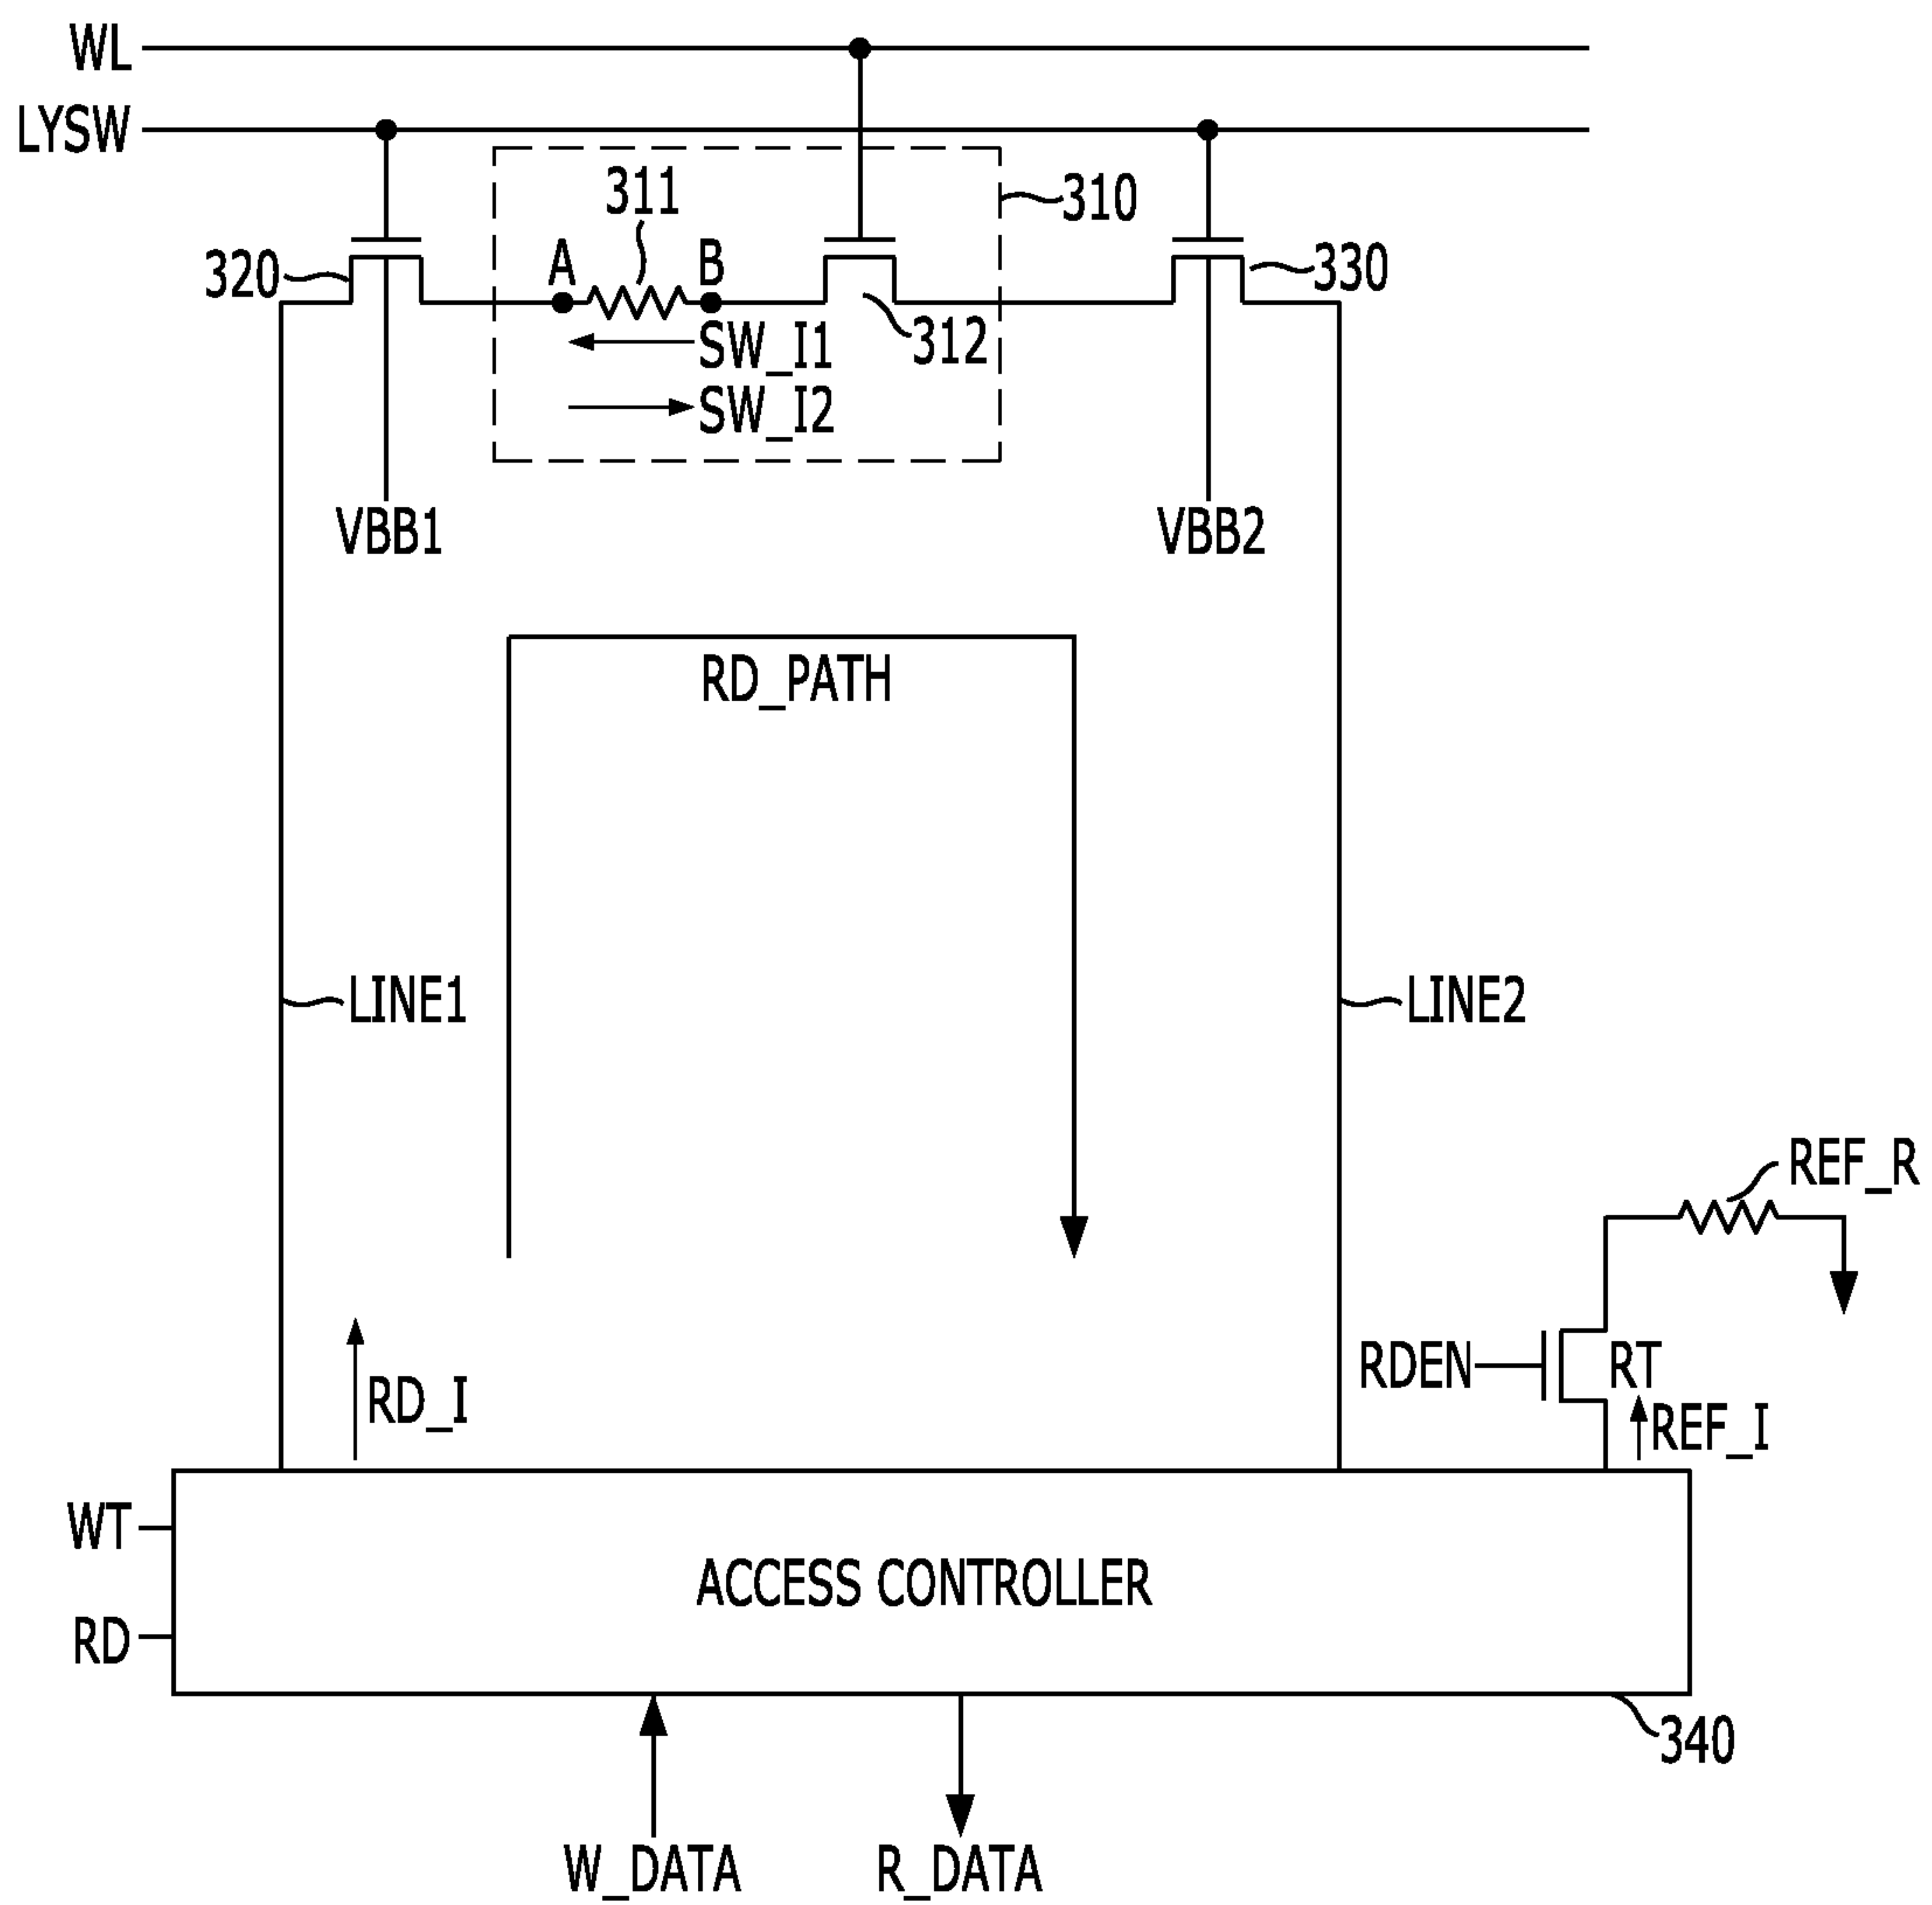 WL
LYSW
311
310
320
A
B
330
312
SW_I1
SW_I2
VBB1
VBB2
RD_PATH
LINE1
LINE2
REF_R
RDEN
RT
RD_I
REF_I
WT
ACCESS CONTROLLER
RD
340
W_DATA
R_DATA